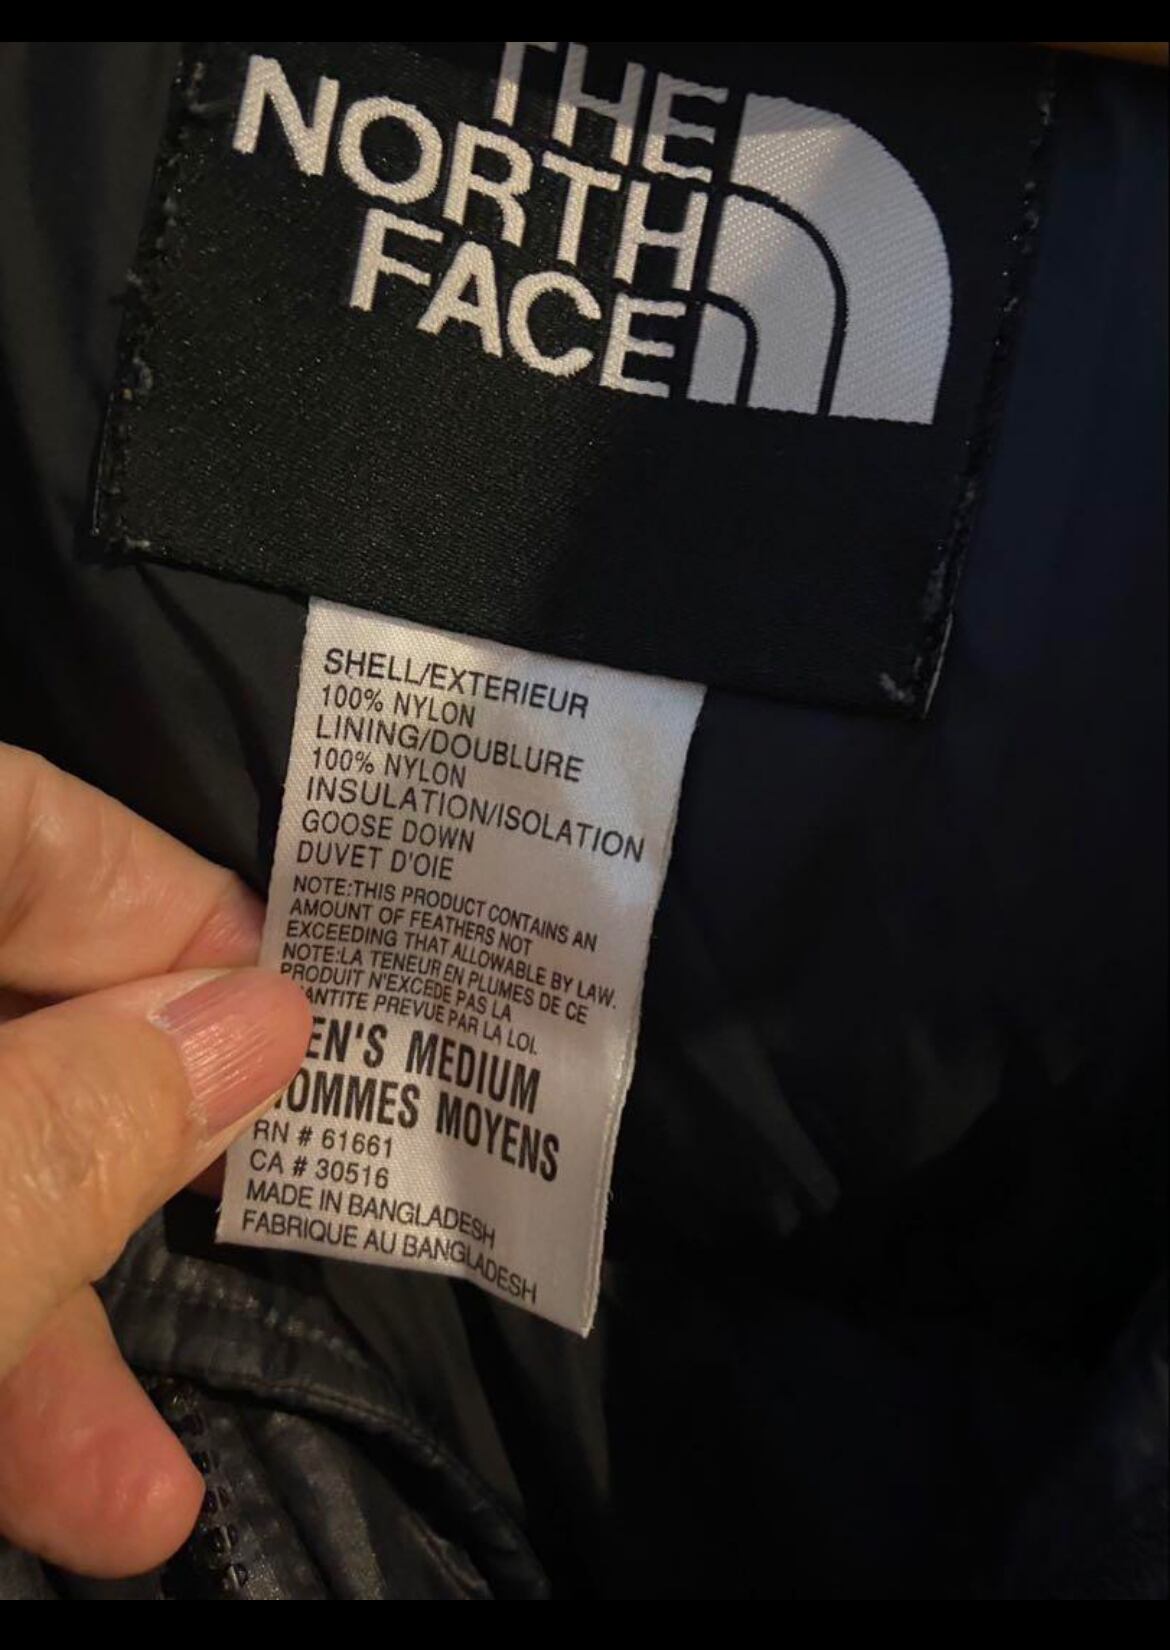 THE
NORTH
FACE
SHELL/EXTERIEUR
100% NYLON
LINING/DOUBLURE
100% NYLON
INSULATION/ISOLATION
GOOSE DOWN
DUVET D'OIE
NOTE:THIS PRODUCT CONTAINS AN
AMOUNT OF FEATHERS NOT
EXCEEDING THAT ALLOWABLE BY LAW.
NOTE:LA TENEUR EN PLUMES DE CE
PRODUIT N'EXCEDE PAS LA
ANTITE PREVUE PAR LA LOI.
EN'S MEDIUM
OMMES MOYENS
RN # 61661
CA # 30516
MADE IN BANGLADESH
FABRIQUE AU BANGLADESH